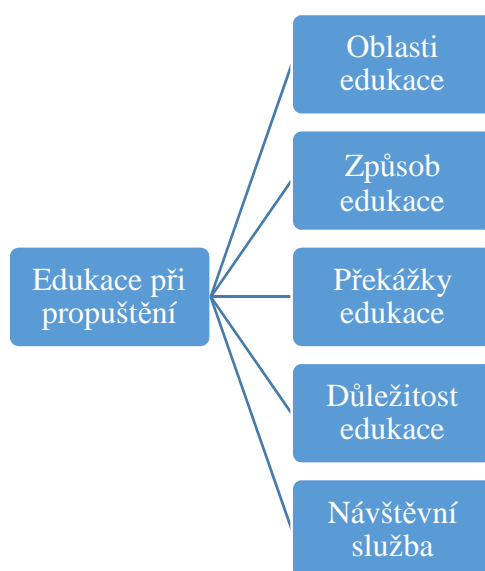 Oblasti
edukace
Způsob
edukace
Edukace při
propuštění
Překážky
edukace
Důležitost
edukace
Návštěvní
služba